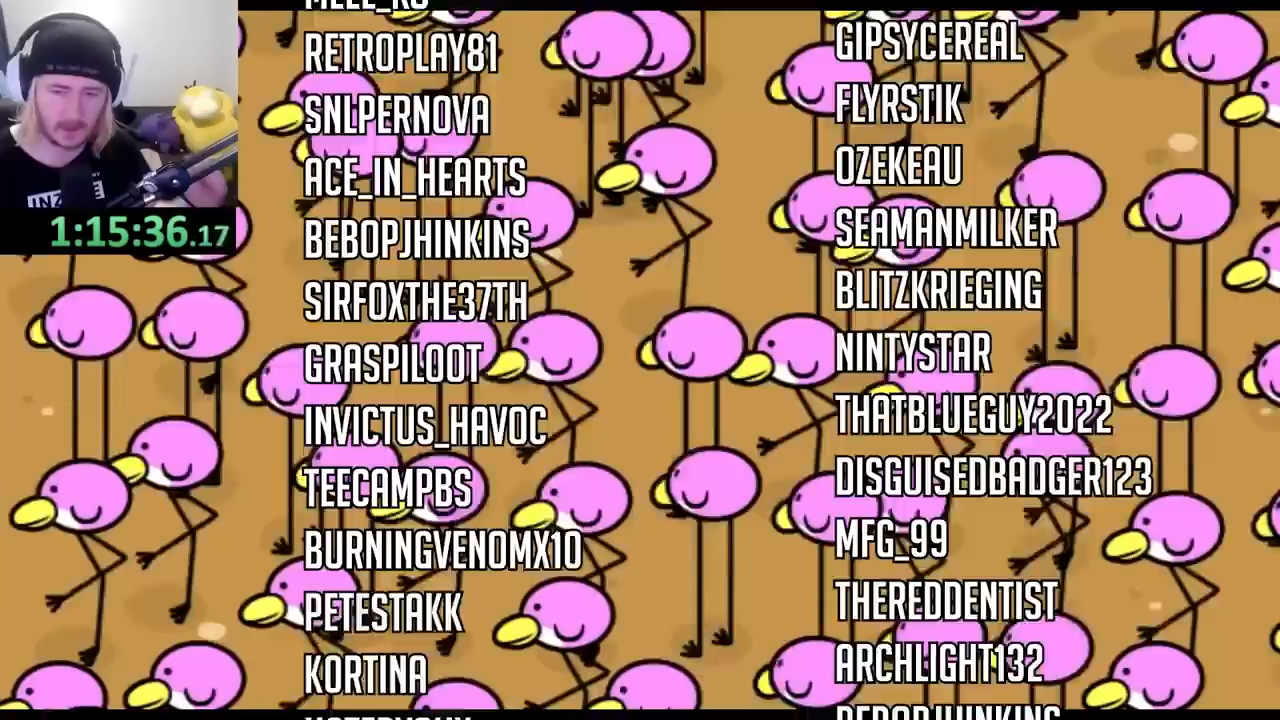 RETROPLAY81
SNLPERNOVA
ACE_IN_HEARTS
BEBOPJHINKINS
SIRFOXTHE37TH
GRASPILOOT
INVICTUS_HAVOC
TEECAMPBS
BURNINGVENOMX10
PETESTAKK
KORTINA
GIPSYCEREAL
FLYRSTIK
OZEKEAU
SEAMANMILKER
BLITZKRIEGING
NINTYSTAR
THATBLUEGUY2022
DISGUISEDBADGER123
MFG_99
THEREDDENTIST
ARCHLIGHT132
BEBOPJHINKINS
1:15:36.17